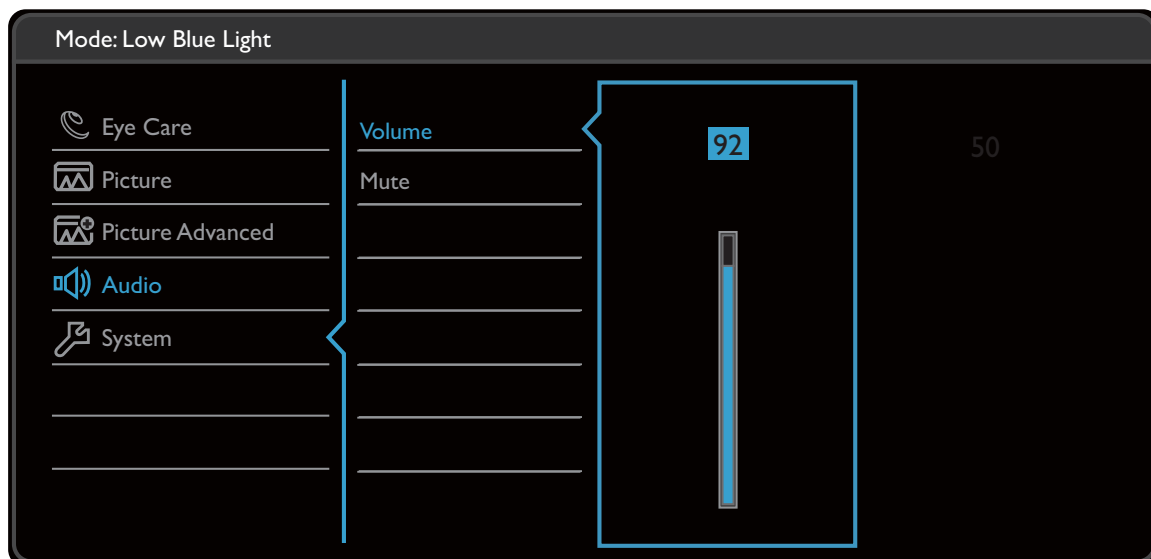 Mode: Low Blue Light
Eye Care
Picture
Picture Advanced
Audio
System
Volume
Mute
92
50